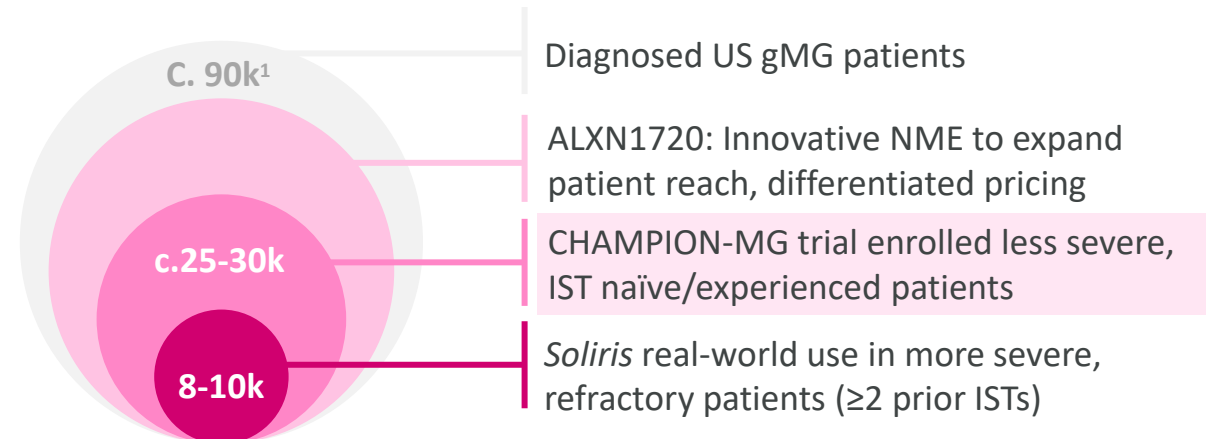 C. 90k¹
Diagnosed US gMG patients
ALXN1720: Innovative NME to expand
patient reach, differentiated pricing
c.25-30k
CHAMPION-MG trial enrolled less severe,
IST naïve/experienced patients
8-10k
Soliris real-world use in more severe,
refractory patients (≥2 prior ISTs)